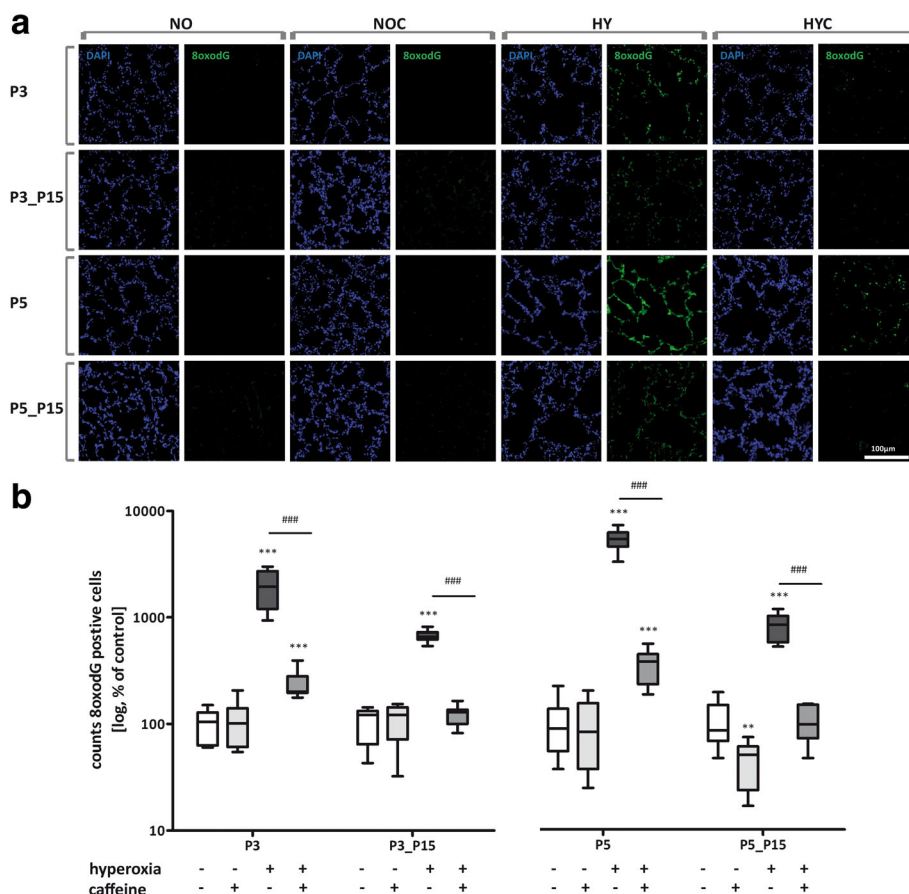 a
NO NOC HY HYC
DAPI 8oxodG DAPI 8oxodG DAPI 8oxodG DAPI 8oxodG
P3
P3_P15
P5
P5_P15
100µm
b
counts 8oxodG postive cells
[log, % of control]
10000
1000
100
10
*** ### ***
*** ###
*** ### ***
** *** ###
P3 P3_P15 P5 P5_P15
hyperoxia - - + + - - + + - - + + - - + +
caffeine - + - + - + - + - + - + - + - +